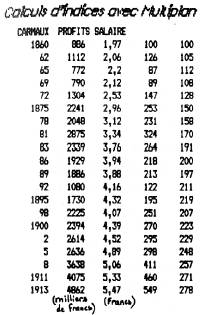 Calculs d'Indices avec Multiplan
CARMAUX PROFITS SALAIRE
1860 886 1,97 100 100
62 1112 2,06 126 105
65 772 2,2 87 112
69 790 2,12 89 108
72 1304 2,53 147 128
1875 2241 2,96 253 150
78 2048 3,12 231 158
81 2875 3,34 324 170
83 2339 3,76 264 191
86 1929 3,94 218 200
89 1886 3,88 213 197
92 1080 4,16 122 211
1895 1730 4,32 195 219
98 2225 4,07 251 207
1900 2394 4,39 270 223
2 2614 4,52 295 229
5 2636 4,89 298 248
8 3638 5,06 411 257
1911 4075 5,33 460 271
1913 4862 5,47 549 278
(milliers (Francs)
de francs)